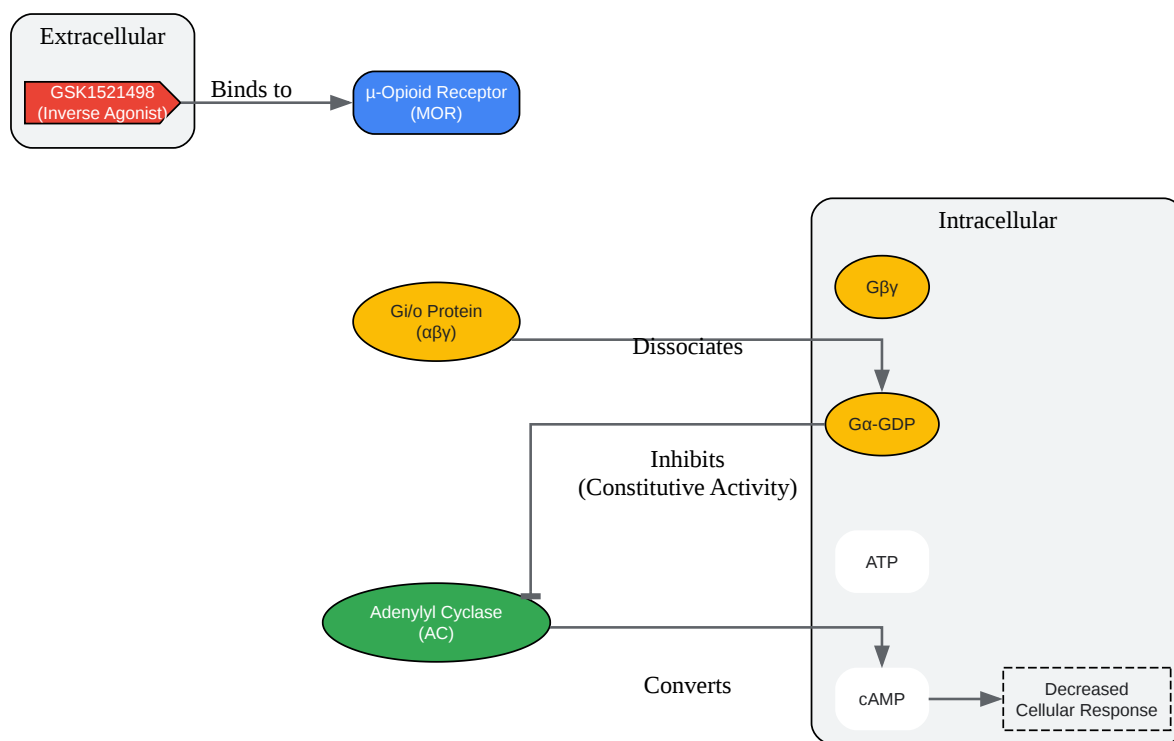 Extracellular
GSK1521498
(Inverse Agonist)
Binds to
μ-Opioid Receptor
(MOR)
Intracellular
Gβγ
Gi/o Protein
(αβγ)
Dissociates
Gα-GDP
Inhibits
(Constitutive Activity)
ATP
Adenylyl Cyclase
(AC)
Converts
cAMP
Decreased
Cellular Response